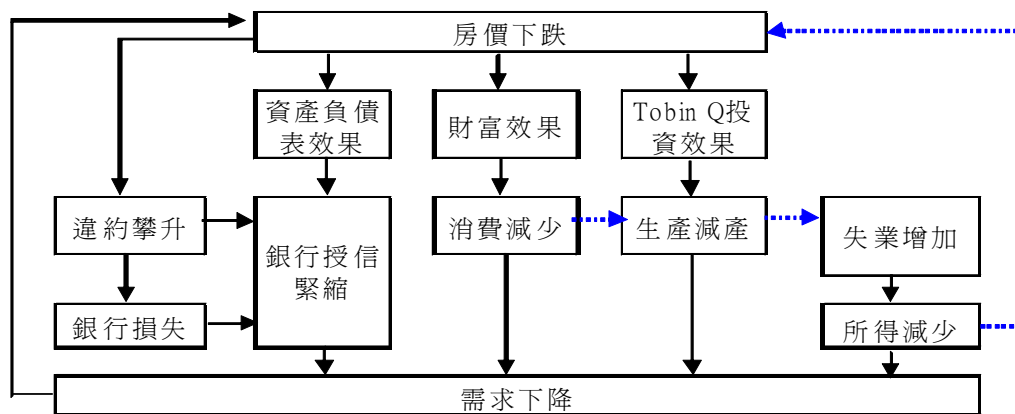 房價下跌
資產負債
表效果
財富效果
Tobin Q投
資效果
違約攀升
銀行授信
緊縮
消費減少
生產減產
失業增加
銀行損失
所得減少
需求下降